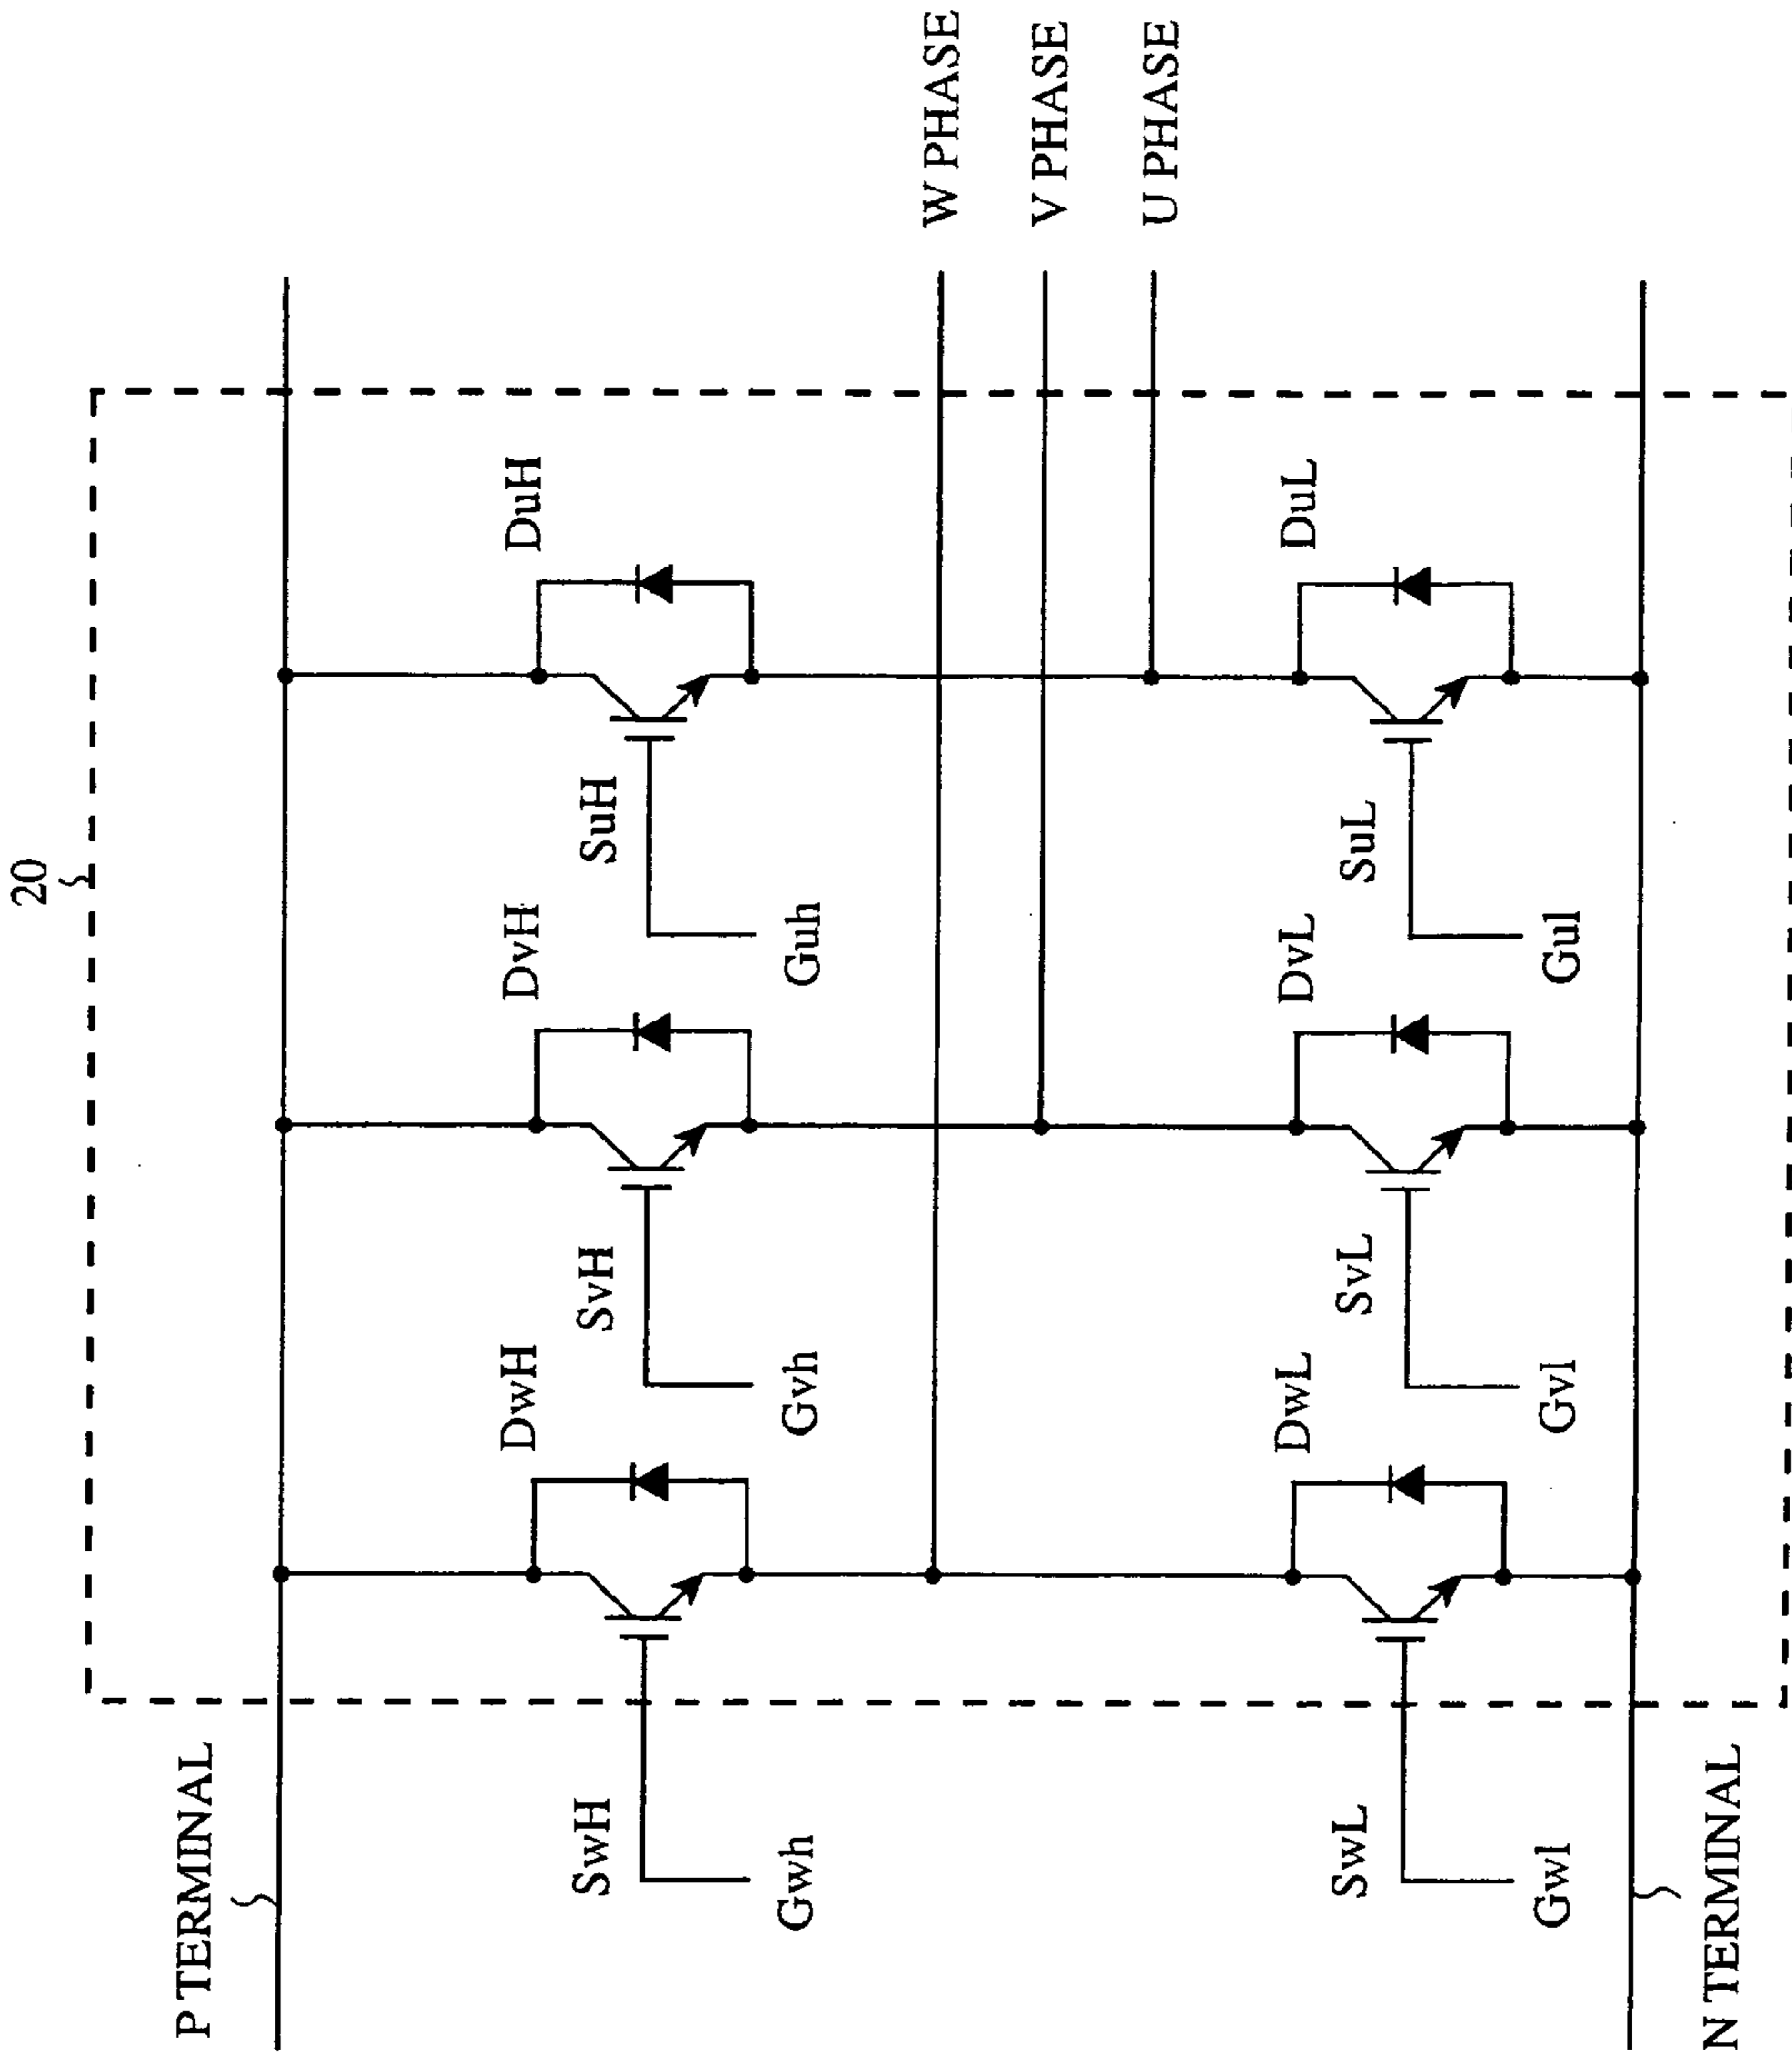 20
P TERMINAL
DwH
DvH
DuH
SwH
SvH
SuH
Gwh
Gvh
Guh
W PHASE
V PHASE
U PHASE
DwL
DvL
DuL
SwL
SvL
SuL
Gwl
Gvl
Gul
N TERMINAL